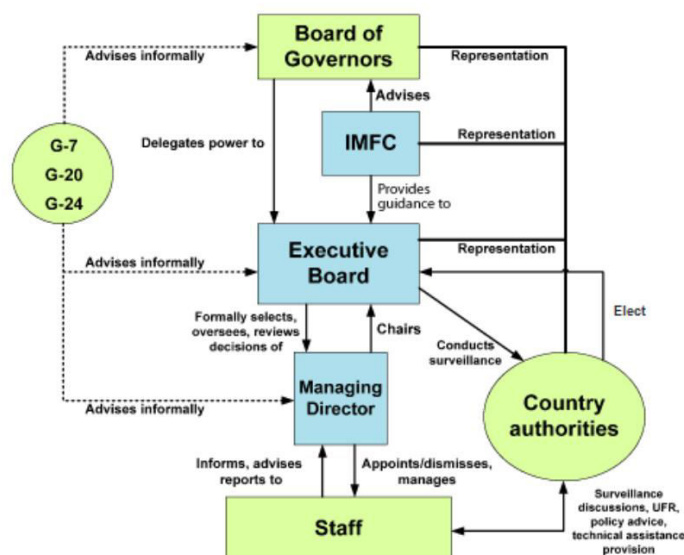 Board of
Governors
Advises informally
Representation
Advises
G-7
G-20
G-24
Delegates power to
IMFC
Representation
Provides
guidance to
Executive
Board
Advises informally
Representation
Elect
Formally selects,
oversees, reviews
decisions of
Chairs
Conducts
surveillance
Managing
Director
Advises informally
Country
authorities
Informs, advises
reports to
Appoints/dismisses,
manages
Staff
Surveillance
discussions, UFR,
policy advice,
technical assistance
provision